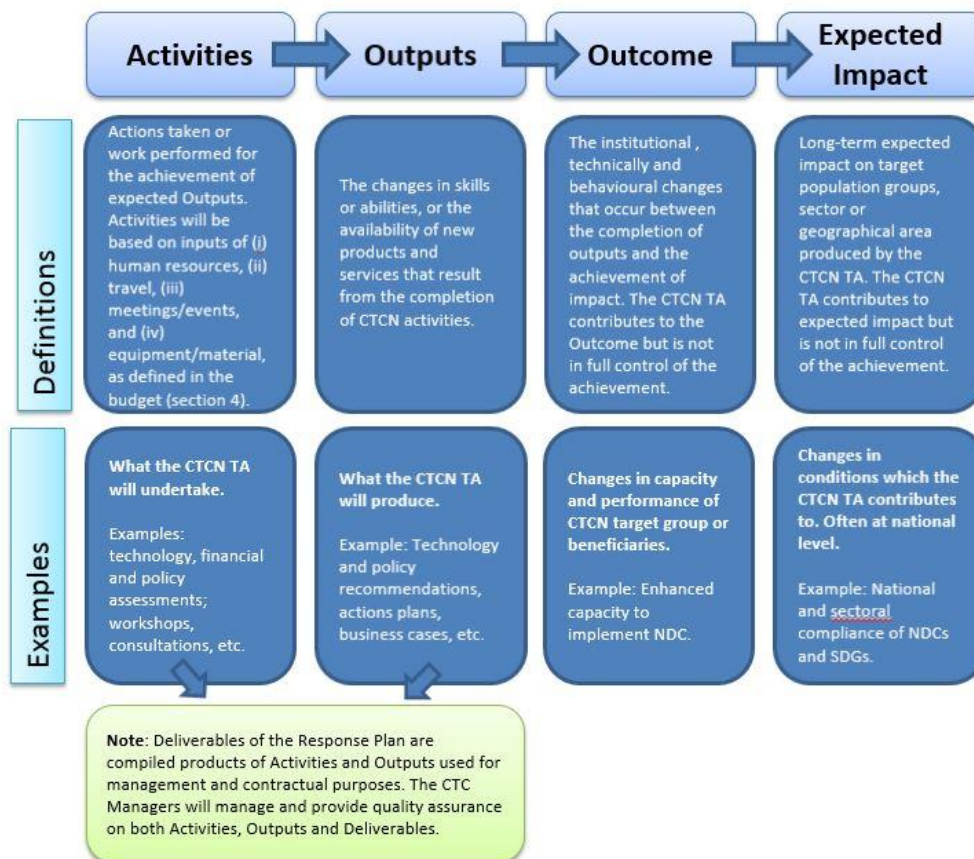 Activities
Outputs
Outcome
Expected
Impact
Definitions
Actions taken or
work performed for
the achievement of
expected Outputs.
Activities will be
based on inputs of (i)
human resources, (ii)
travel, (iii)
meetings/events,
and (iv)
equipment/material,
as defined in the
budget (section 4).
The changes in skills
or abilities, or the
availability of new
products and
services that result
from the completion
of CTCN activities.
The institutional ,
technically and
behavioural changes
that occur between
the completion of
outputs and the
achievement of
impact. The CTCN TA
contributes to the
Outcome but is not
in full control of the
achievement.
Long-term expected
impact on target
population groups,
sector or
geographical area
produced by the
CTCN TA. The CTCN
TA contributes to
expected impact but
is not in full control
of the achievement.
Examples
What the CTCN TA
will undertake.
Examples:
technology, financial
and policy
assessments;
workshops,
consultations, etc.
What the CTCN TA
will produce.
Example: Technology
and policy
recommendations,
actions plans,
business cases, etc.
Changes in capacity
and performance of
CTCN target group or
beneficiaries.
Example: Enhanced
capacity to
implement NDC.
Changes in
conditions which the
CTCN TA contributes
to. Often at national
level.
Example: National
and sectoral
compliance of NDCs
and SDGs.
Note: Deliverables of the Response Plan are
compiled products of Activities and Outputs used for
management and contractual purposes. The CTC
Managers will manage and provide quality assurance
on both Activities, Outputs and Deliverables.